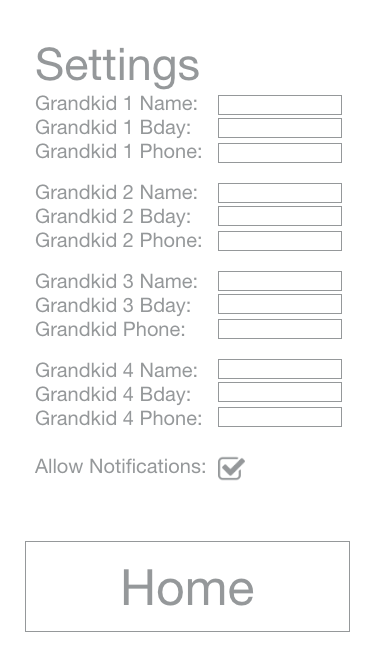 Settings
Grandkid 1 Name:
Grandkid 1 Bday:
Grandkid 1 Phone:
Grandkid 2 Name:
Grandkid 2 Bday:
Grandkid 2 Phone:
Grandkid 3 Name:
Grandkid 3 Bday:
Grandkid Phone:
Grandkid 4 Name:
Grandkid 4 Bday:
Grandkid 4 Phone:
Allow Notifications:
Home